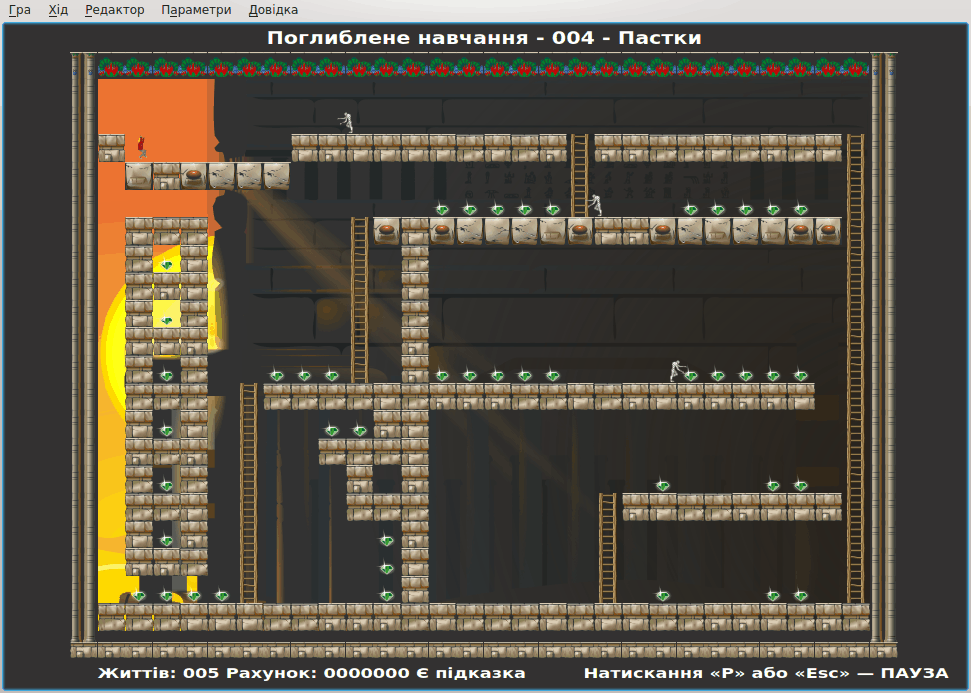 Гра Хід Редактор Параметри Довідка
Поглиблене навчання - 004 - Пастки
Життів: 005 Рахунок: 0000000 Є підказка Натискання «P» або «Esc» — ПАУЗА